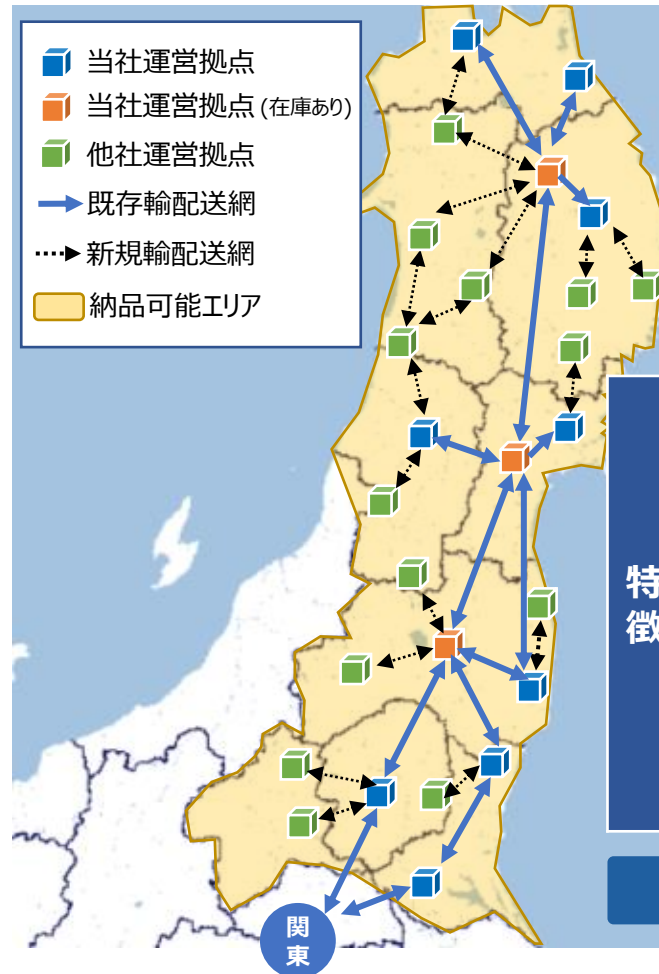 当社運営拠点
当社運営拠点(在庫あり)
他社運営拠点
既存輸配送網
新規輸配送網
納品可能エリア
特
徴
関
東